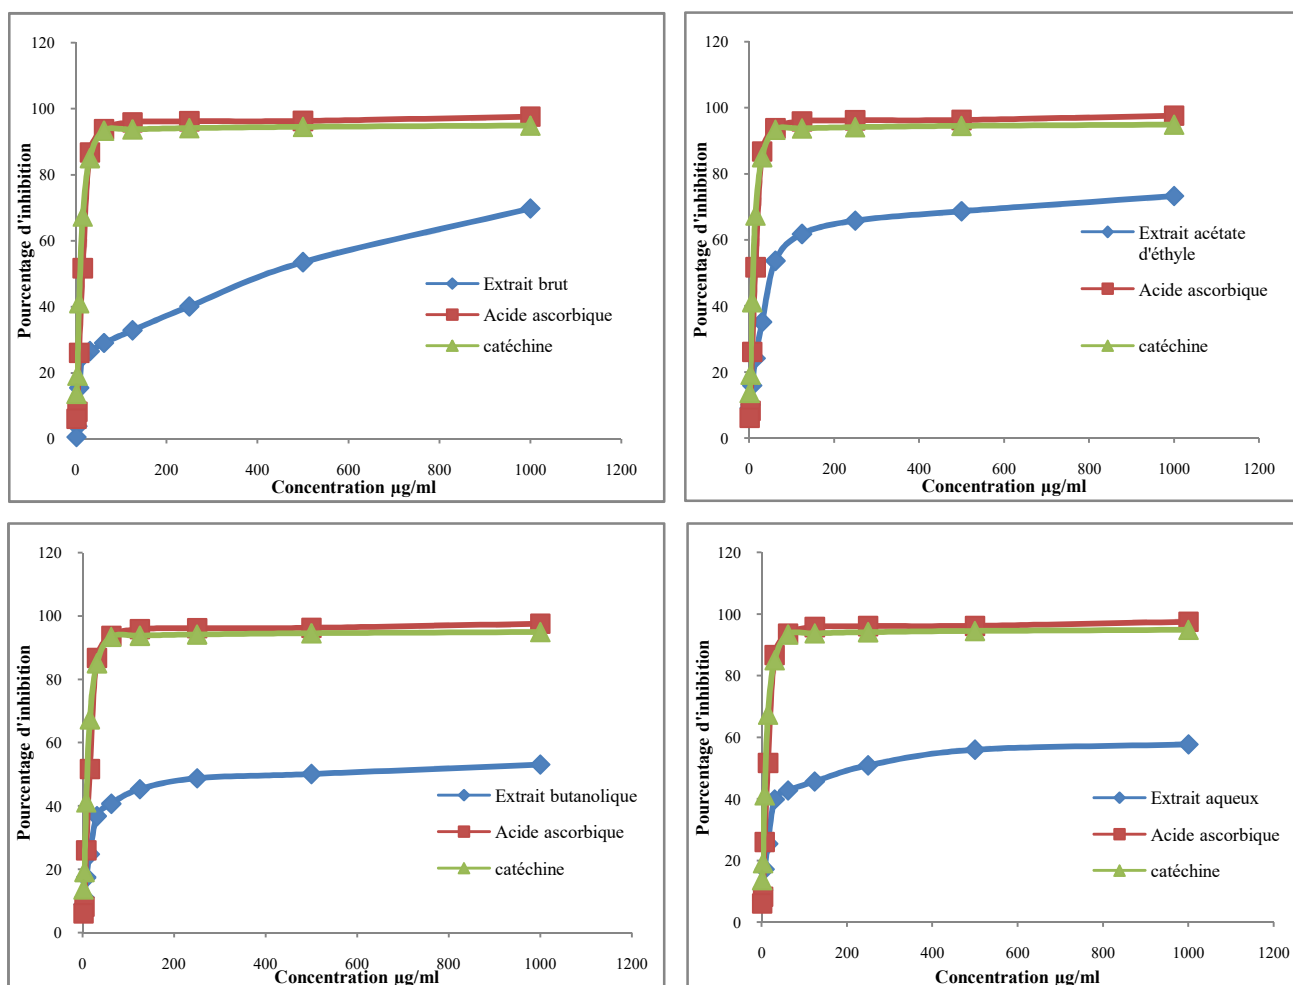 120
100
80
60
40
20
0
0 200 400 600 800 1000 1200
Pourcentage d'inhibition
Concentration µg/ml
Extrait brut
Acide ascorbique
catéchine
120
100
80
60
40
20
0
0 200 400 600 800 1000 1200
Pourcentage d'inhibition
Concentration µg/ml
Extrait acétate
d'éthyle
Acide ascorbique
catéchine
120
100
80
60
40
20
0
0 200 400 600 800 1000 1200
Pourcentage d'inhibition
Concentration µg/ml
Extrait butanolique
Acide ascorbique
catéchine
120
100
80
60
40
20
0
0 200 400 600 800 1000 1200
Pourcentage d'inhibition
Concentration µg/ml
Extrait aqueux
Acide ascorbique
catéchine